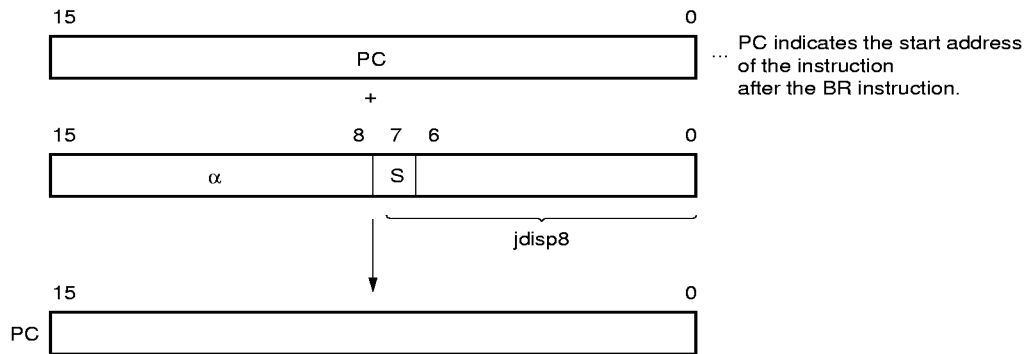 15 0
PC
... PC indicates the start address
of the instruction
after the BR instruction.
+
15 8 7 6 0
α S
jdisp8
15 0
PC